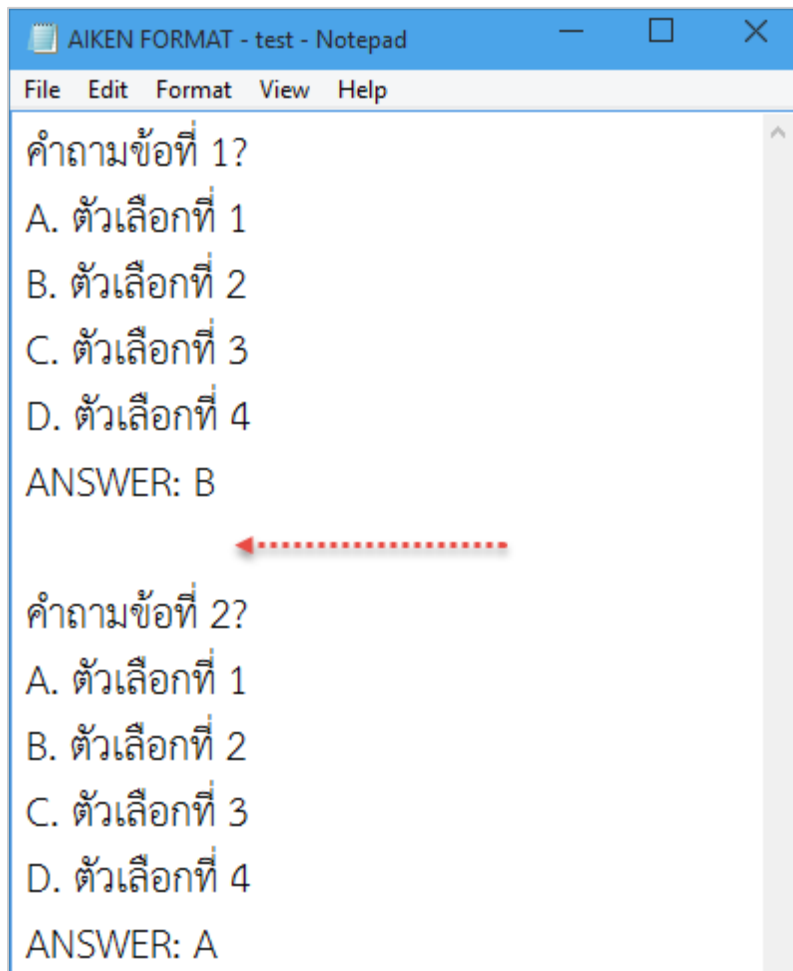 AIKEN FORMAT - test - Notepad
File Edit Format View Help
คำถามข้อที่ 1?
A. ตัวเลือกที่ 1
B. ตัวเลือกที่ 2
C. ตัวเลือกที่ 3
D. ตัวเลือกที่ 4
ANSWER: B
คำถามข้อที่ 2?
A. ตัวเลือกที่ 1
B. ตัวเลือกที่ 2
C. ตัวเลือกที่ 3
D. ตัวเลือกที่ 4
ANSWER: A